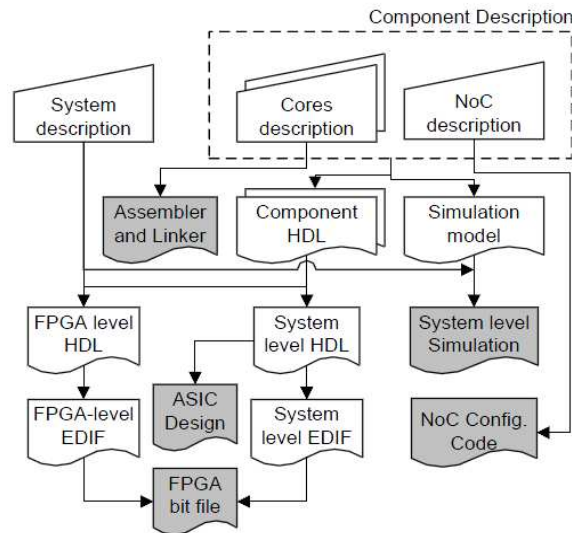 Component Description
System
description
Cores
description
NoC
description
Assembler
and Linker
Component
HDL
Simulation
model
FPGA level
HDL
System
level HDL
System level
Simulation
ASIC
Design
FPGA-level
EDIF
System
level EDIF
NoC Config.
Code
FPGA
bit file